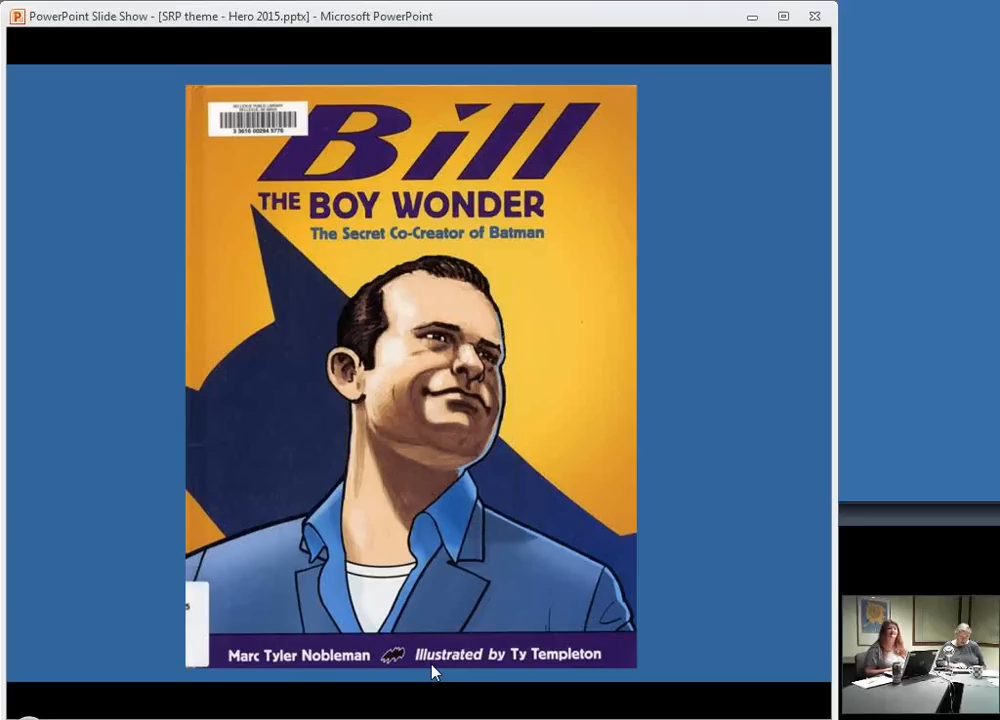 PowerPoint Slide Show - [SRP theme - Hero 2015.pptx] - Microsoft PowerPoint
Bill
THE BOY WONDER
The Secret Co-Creator of Batman
Marc Tyler Nobleman Illustrated by Ty Templeton